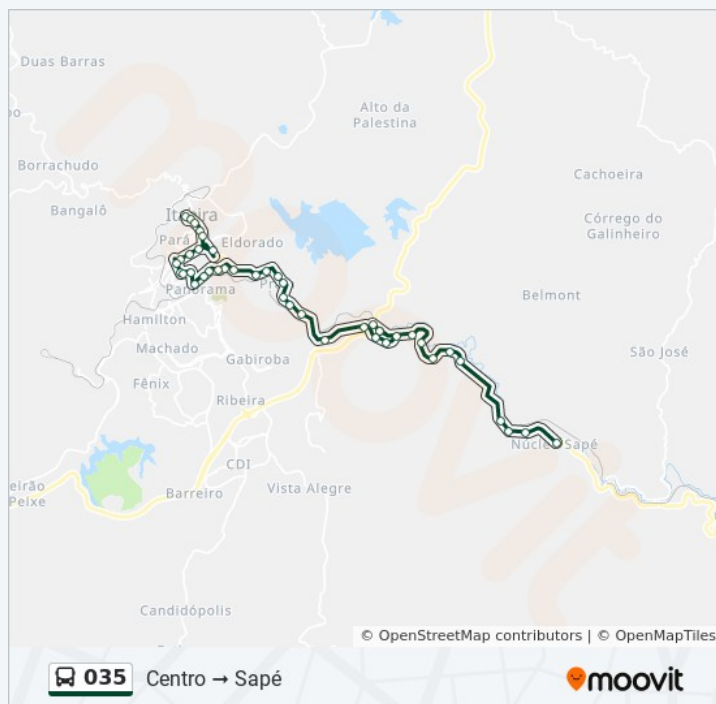 Duas Barras
Alto da
Palestina
Borrachudo
Cachoeira
Bangalô
Córrego do
Galinheiro
Pará
Eldorado
Panorama
Belmont
Hamilton
Machado
Gabiroba
São José
Fênix
Ribeira
Núcleo Sapé
CDI
eirão
Peixe
Barreiro
Vista Alegre
Candidópolis
© OpenStreetMap contributors | © OpenMapTiles
035 Centro → Sapé
moovit